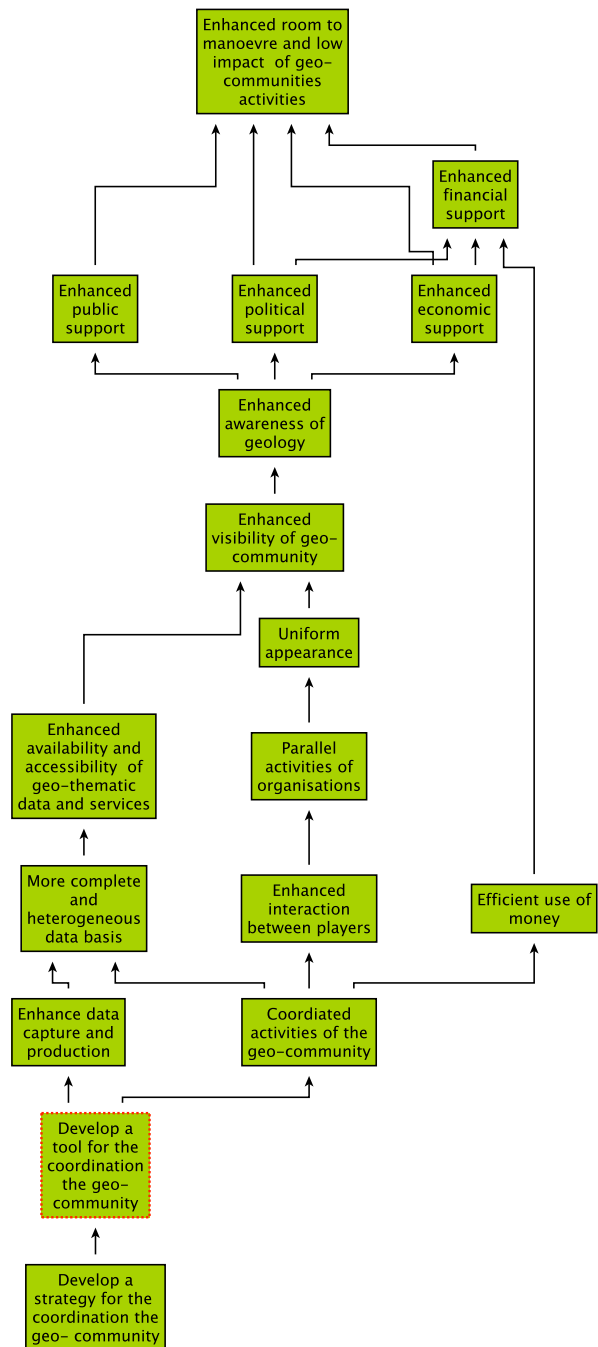 Enhanced room to
manoevre and low
impact of geo-
communities
activities
Enhanced
financial
support
Enhanced
public
support
Enhanced
political
support
Enhanced
economic
support
Enhanced
awareness of
geology
Enhanced
visibility of geo-
community
Uniform
appearance
Enhanced
availability and
accessibility of
geo-thematic
data and services
Parallel
activities of
organisations
More complete
and
heterogeneous
data basis
Enhanced
interaction
between players
Efficient use of
money
Enhance data
capture and
production
Coordiated
activities of the
geo-community
Develop a
tool for the
coordination
the geo-
community
Develop a
strategy for the
coordination the
geo- community